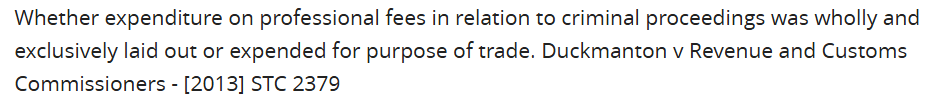 Whether expenditure on professional fees in relation to criminal proceedings was wholly and
exclusively laid out or expended for purpose of trade. Duckmanton v Revenue and Customs
Commissioners - [2013] STC 2379